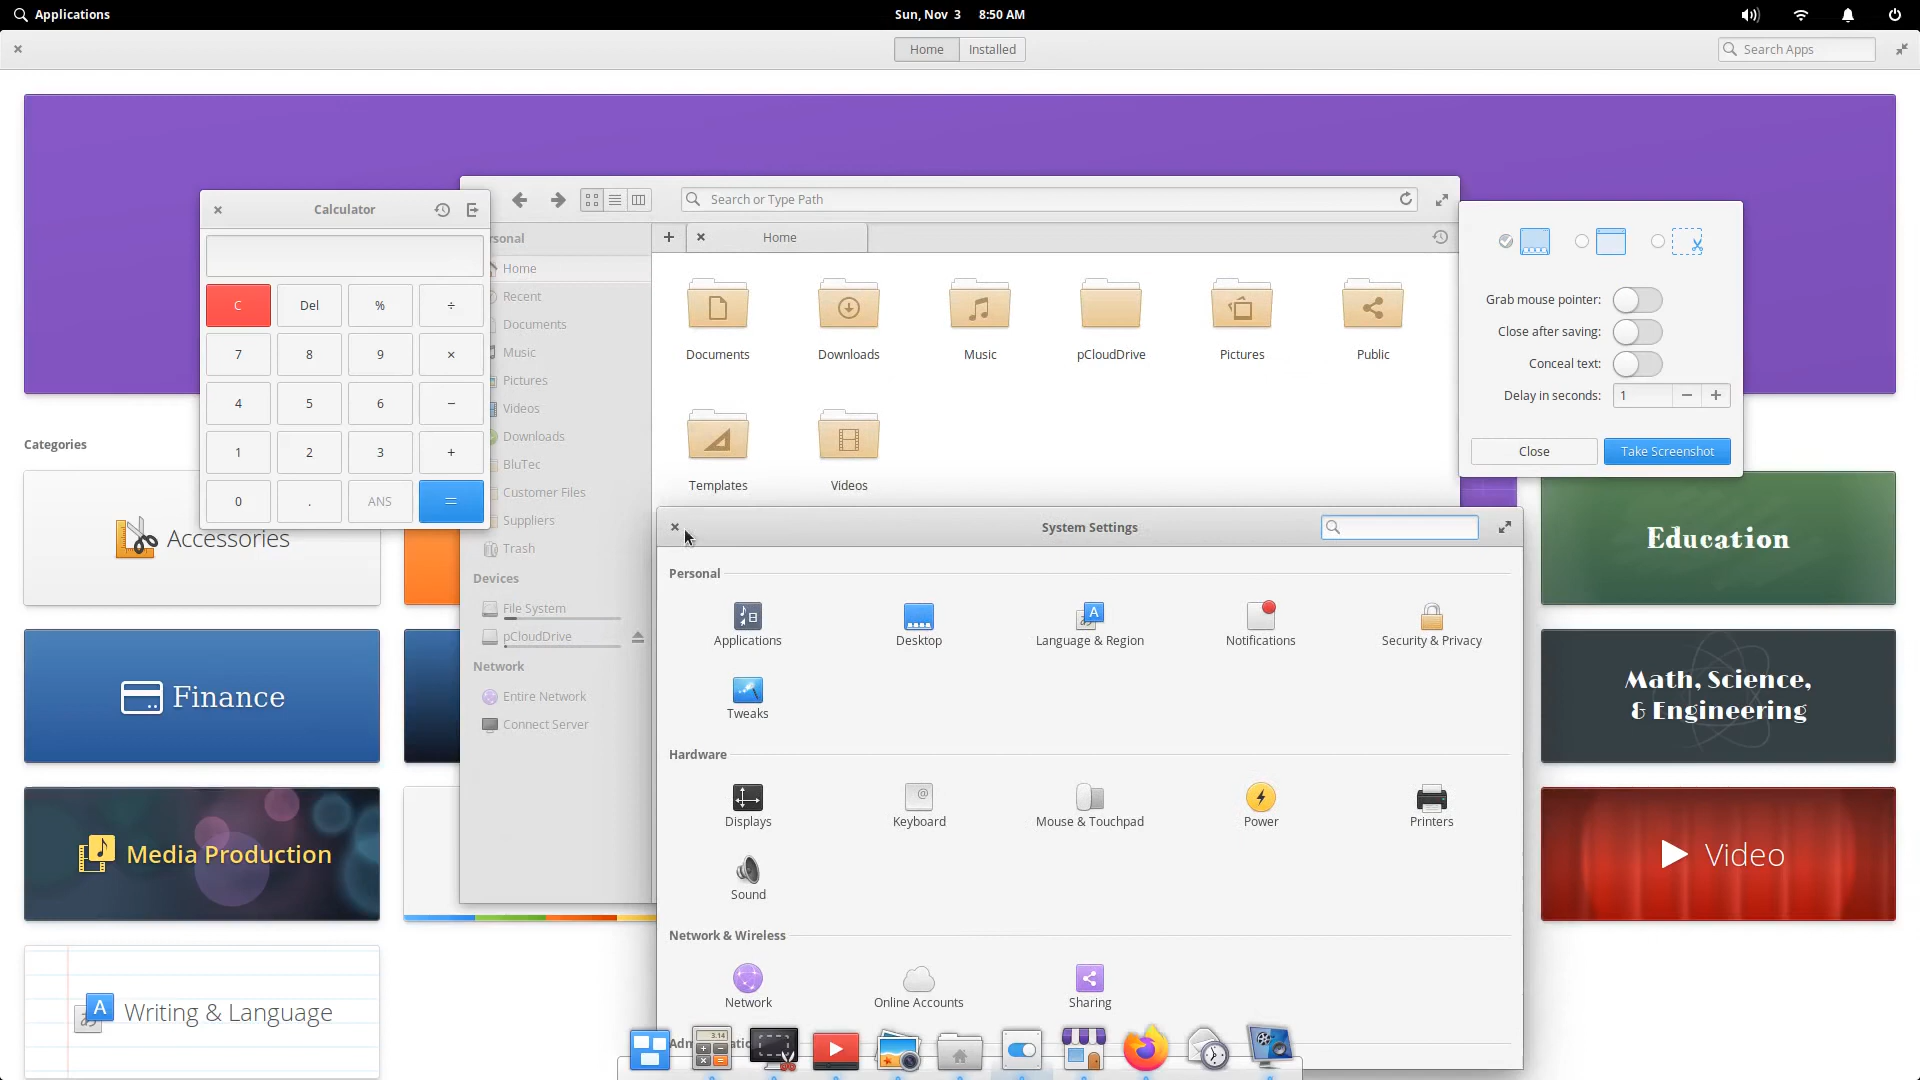 Applications
Sun, Nov 3 8:50 AM
Home Installed
Search Apps
Calculator
C Del % ÷
7 8 9 ×
4 5 6 −
1 2 3 +
0 . ANS =
Search or Type Path
Home
Home
Recent
Documents
Music
Pictures
Videos
Downloads
BluTec
Customer Files
Suppliers
Trash
Devices
File System
pCloudDrive
Network
Entire Network
Connect Server
Documents Downloads Music pCloudDrive Pictures Public
Templates Videos
Grab mouse pointer:
Close after saving:
Conceal text:
Delay in seconds: 1 − +
Close Take Screenshot
System Settings
Personal
Applications Desktop Language & Region Notifications Security & Privacy
Tweaks
Hardware
Displays Keyboard Mouse & Touchpad Power Printers
Sound
Network & Wireless
Network Online Accounts Sharing
3.14
Categories
Accessories
Finance
Media Production
Writing & Language
Education
Math, Science,
& Engineering
Video